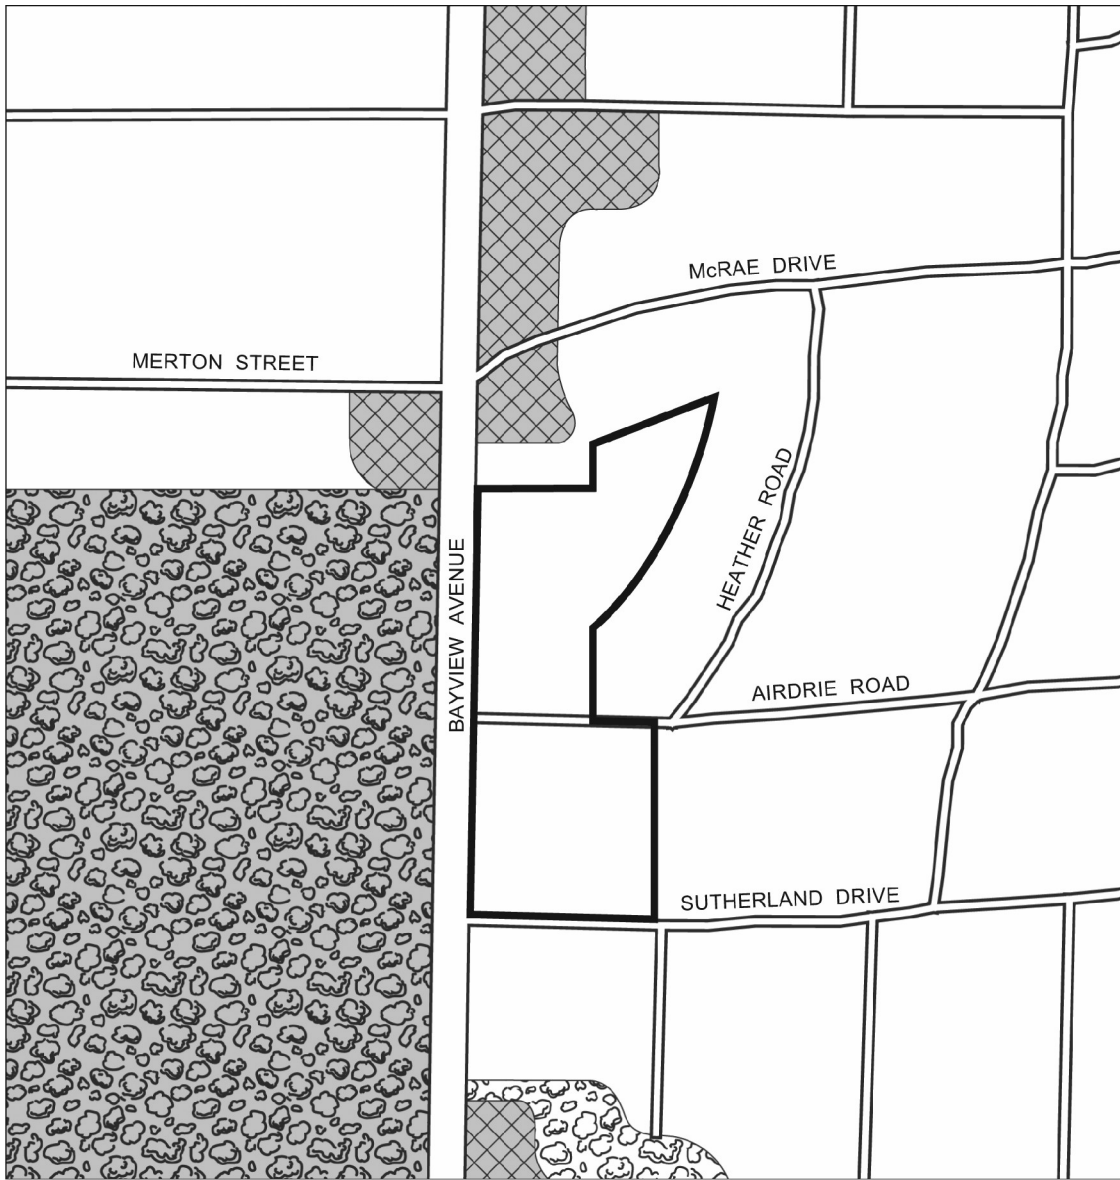 McRAE DRIVE
MERTON STREET
HEATHER ROAD
BAYVIEW AVENUE
AIRDRIE ROAD
SUTHERLAND DRIVE